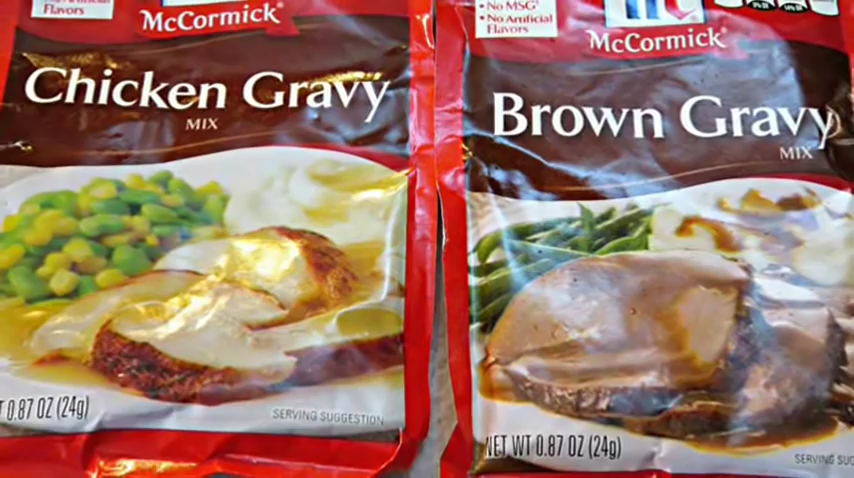 Flavors
McCormick®
Chicken Gravy
MIX
0.87 OZ (24g)
SERVING SUGGESTION
• No MSG†
• No Artificial
Flavors
McCormick®
Brown Gravy
MIX
NET WT 0.87 OZ (24g)
SERVING SUG